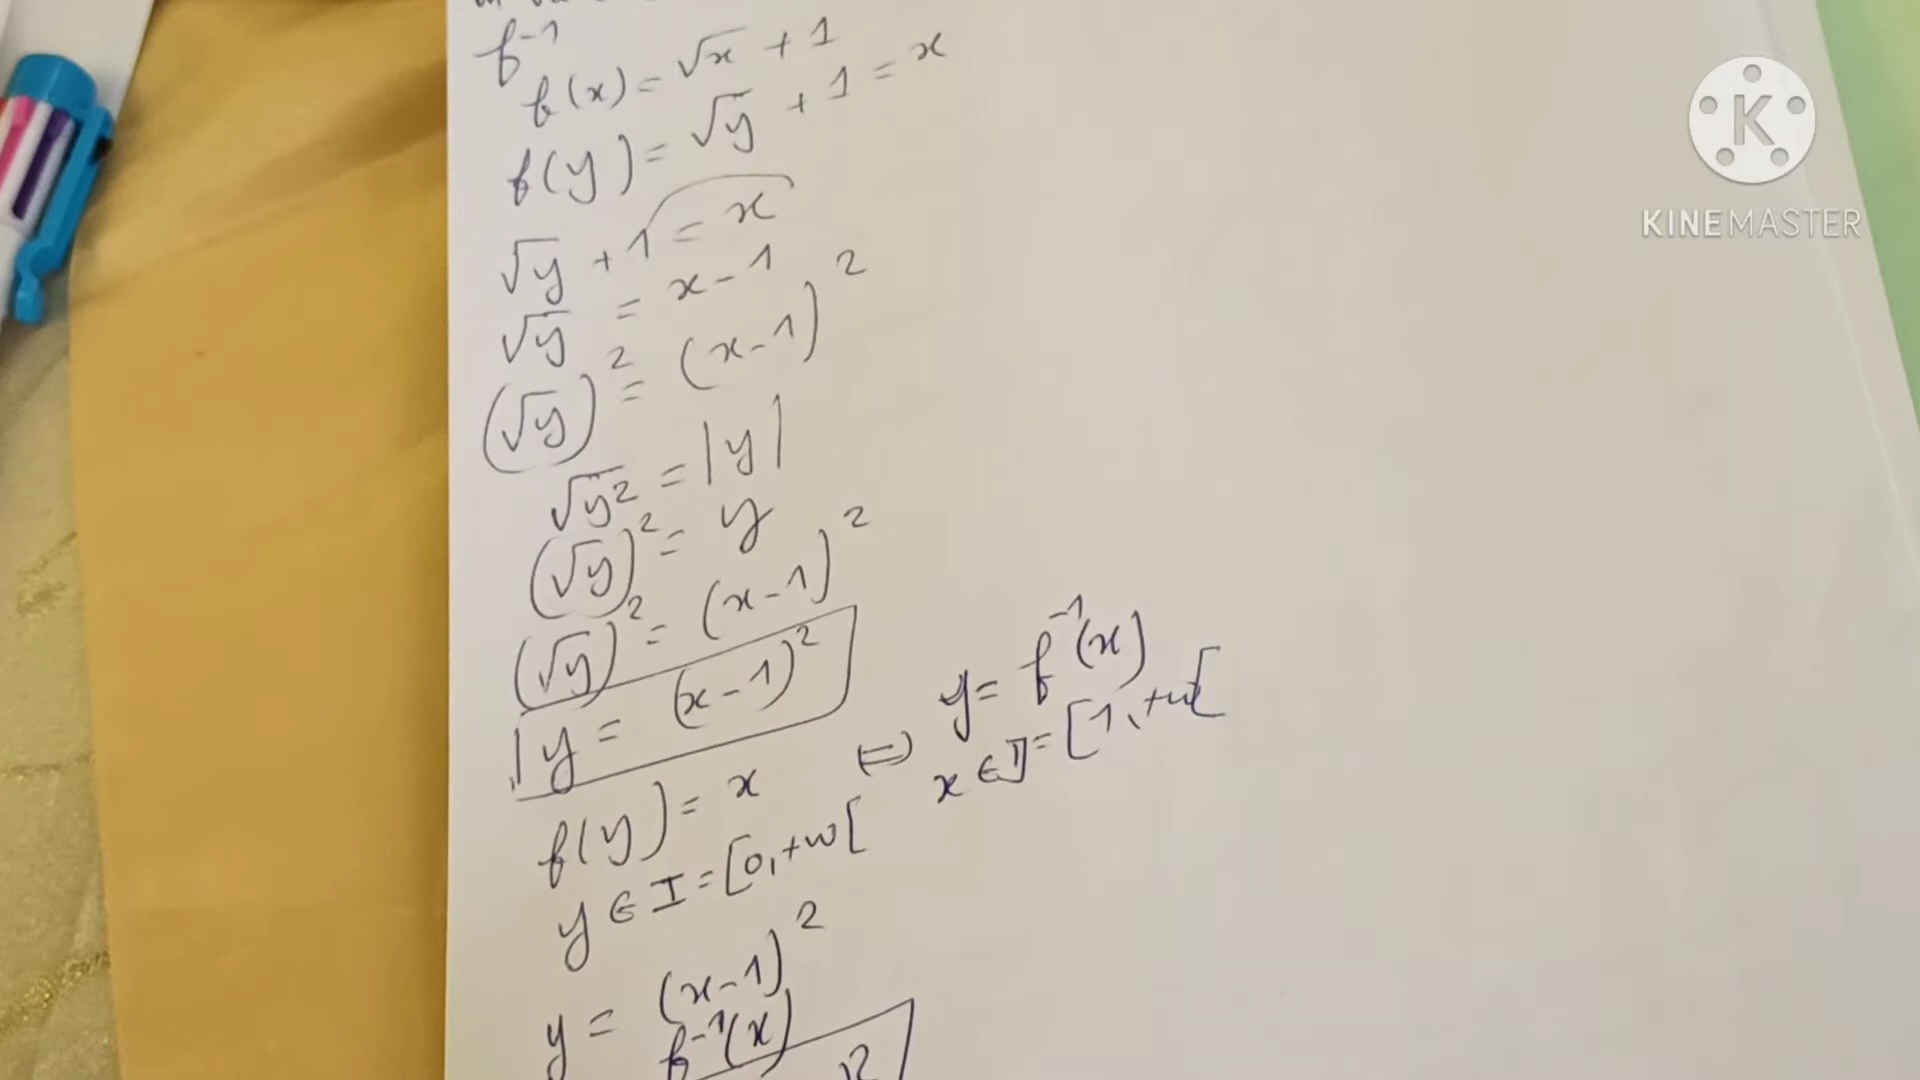 f⁻¹
f(x) = √x + 1
f(y) = √y + 1 = x
√y + 1 = x
√y = x - 1
(√y)² = (x-1)²
√y² = |y|
(√y)² = y
(√y)² = (x-1)²
y = (x-1)²
f(y) = x ⇔ y = f⁻¹(x)
y ∈ I = [0,+∞[ x ∈ J = [1,+∞[
y = (x-1)²
f⁻¹(x)
2
K
KINEMASTER